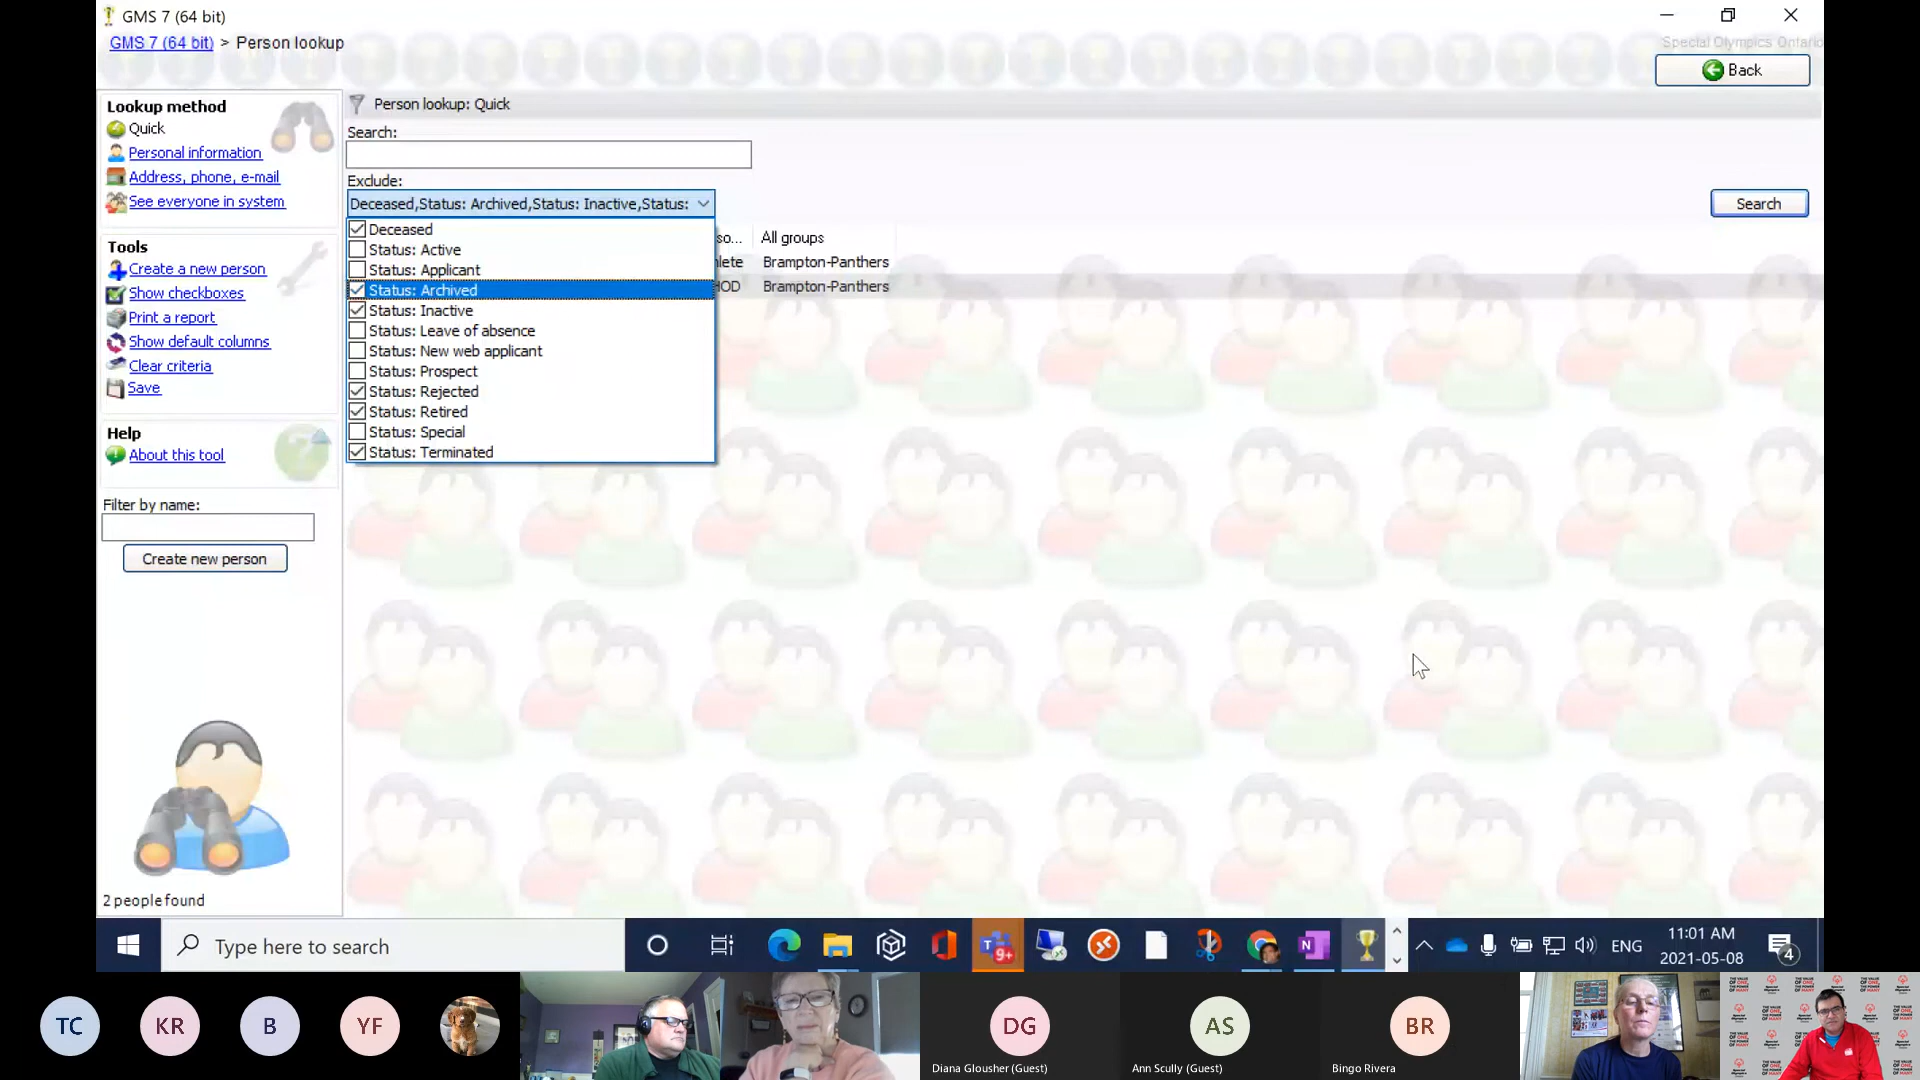 GMS 7 (64 bit)
GMS 7 (64 bit) > Person lookup
Special Olympics Ontario
Back
Lookup method
Quick
Personal information
Address, phone, e-mail
See everyone in system
Tools
Create a new person
Show checkboxes
Print a report
Show default columns
Clear criteria
Save
Help
About this tool
Filter by name:
Create new person
2 people found
Person lookup: Quick
Search:
Exclude:
Deceased,Status: Archived,Status: Inactive,Status:
Search
Deceased
Status: Active
Status: Applicant
Status: Archived
Status: Inactive
Status: Leave of absence
Status: New web applicant
Status: Prospect
Status: Rejected
Status: Retired
Status: Special
Status: Terminated
so... All groups
hlete Brampton-Panthers
HOD Brampton-Panthers
Type here to search
9+
ENG
11:01 AM
2021-05-08
4
TC
KR
B
YF
DG
Diana Glousher (Guest)
AS
Ann Scully (Guest)
BR
Bingo Rivera